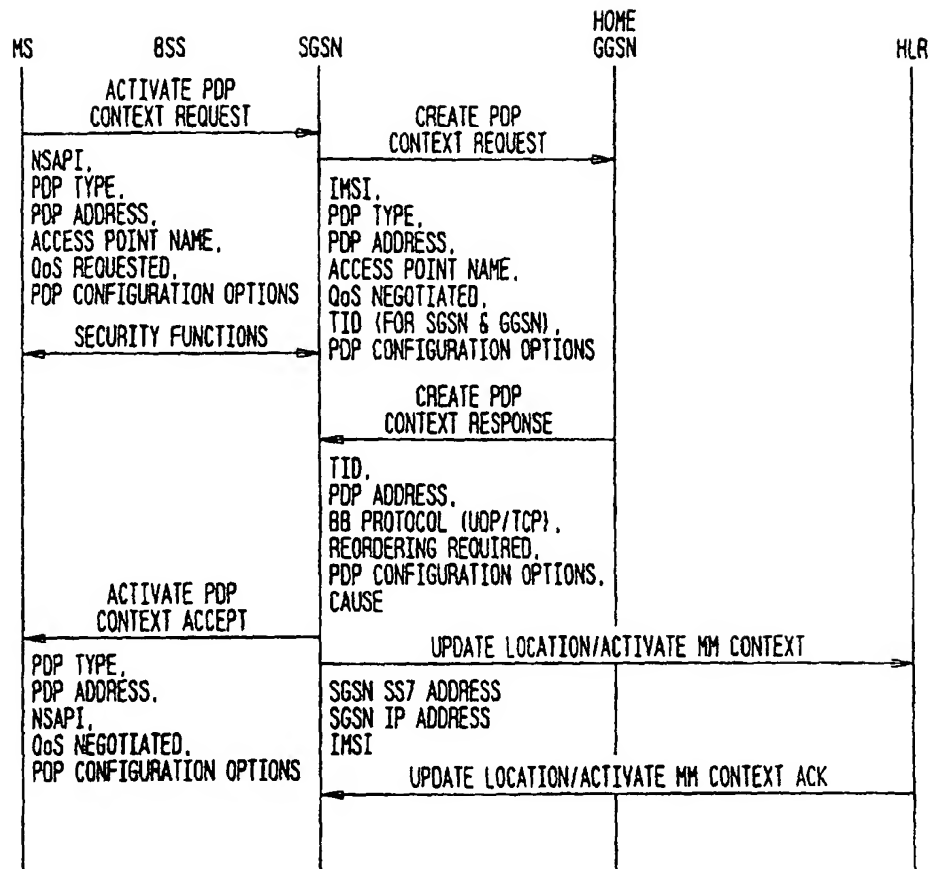 HOME
MS BSS SGSN GGSN HLR
ACTIVATE PDP
CONTEXT REQUEST
CREATE PDP
CONTEXT REQUEST
NSAPI,
PDP TYPE,
PDP ADDRESS,
ACCESS POINT NAME,
QoS REQUESTED,
PDP CONFIGURATION OPTIONS
SECURITY FUNCTIONS
IMSI,
PDP TYPE,
PDP ADDRESS,
ACCESS POINT NAME,
QoS NEGOTIATED,
TID (FOR SGSN & GGSN),
PDP CONFIGURATION OPTIONS
CREATE PDP
CONTEXT RESPONSE
TID,
PDP ADDRESS,
BB PROTOCOL (UDP/TCP),
REORDERING REQUIRED,
PDP CONFIGURATION OPTIONS,
CAUSE
ACTIVATE PDP
CONTEXT ACCEPT
UPDATE LOCATION/ACTIVATE MM CONTEXT
PDP TYPE,
PDP ADDRESS,
NSAPI,
QoS NEGOTIATED,
PDP CONFIGURATION OPTIONS
SGSN SS7 ADDRESS
SGSN IP ADDRESS
IMSI
UPDATE LOCATION/ACTIVATE MM CONTEXT ACK